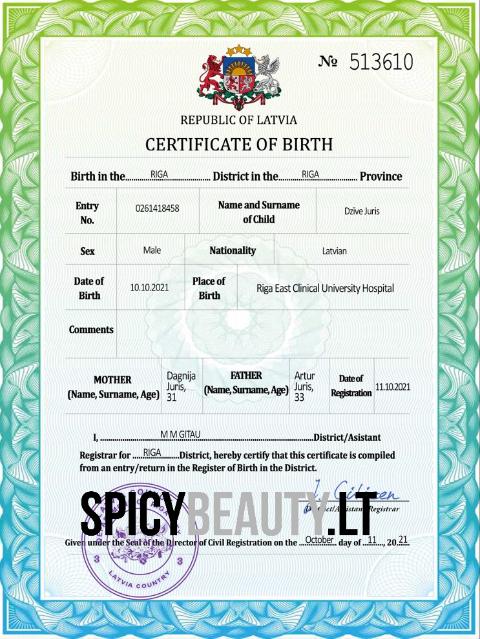 № 513610
REPUBLIC OF LATVIA
CERTIFICATE OF BIRTH
Birth in the RIGA District in the RIGA Province
Entry No. 0261418458 Name and Surname of Child Dzive Juris
Sex Male Nationality Latvian
Date of Birth 10.10.2021 Place of Birth Riga East Clinical University Hospital
Comments
MOTHER (Name, Surname, Age) Dagnija Juris, 31 FATHER (Name, Surname, Age) Artur Juris, 33 Date of Registration 11.10.2021
I, M M GITAU District/Asistant
Registrar for RIGA District, hereby certify that this certificate is compiled
from an entry/return in the Register of Birth in the District.
J. Citizen
District/Asistant Registrar
SPICYBEAUTY.LT
Given under the Seal of the Director of Civil Registration on the October day of 11, 2021
3 3
LATVIA COUNTRY